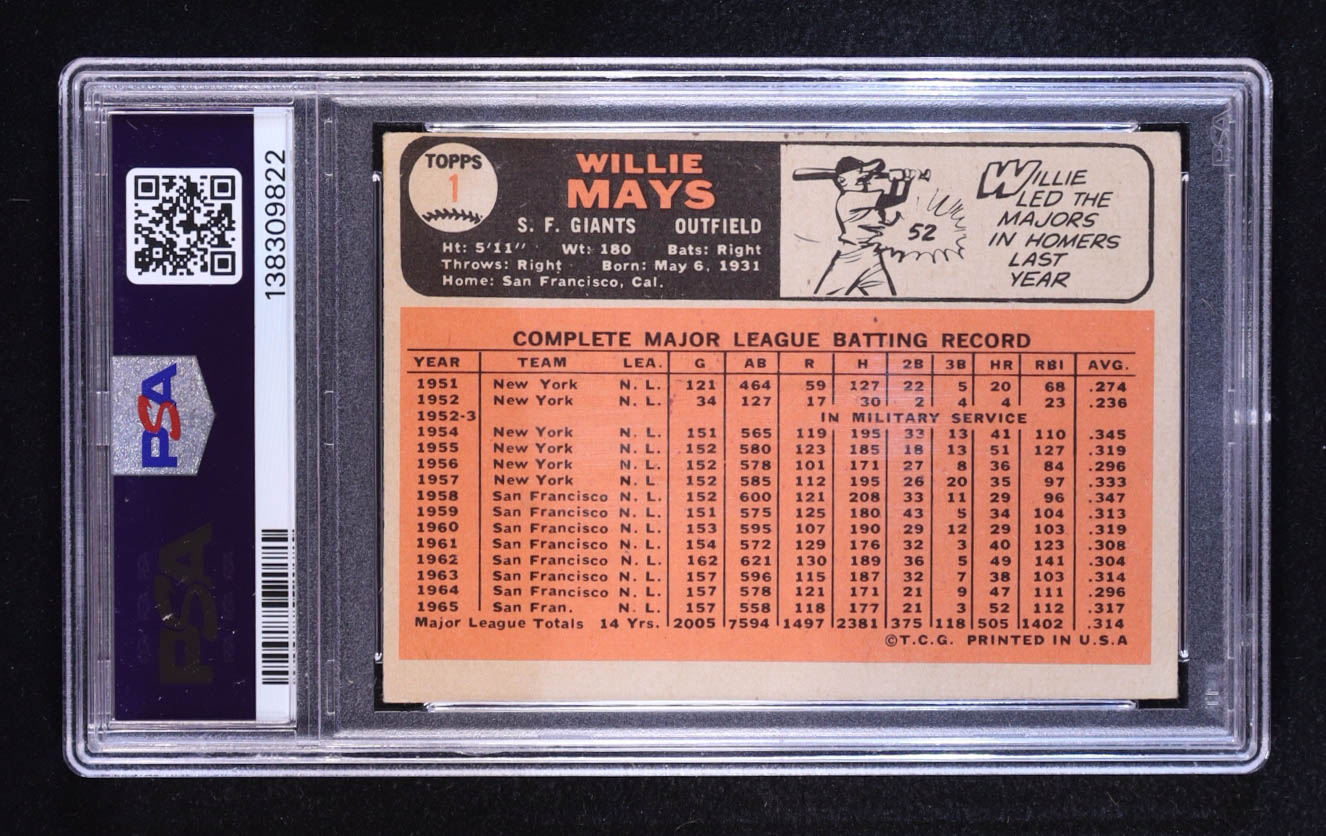 138309822
PSA
PSA
TOPPS
1
WILLIE
MAYS
S. F. GIANTS OUTFIELD
Ht: 5'11" Wt: 180 Bats: Right
Throws: Right Born: May 6, 1931
Home: San Francisco, Cal.
52
WILLIE
LED THE
MAJORS
IN HOMERS
LAST
YEAR
COMPLETE MAJOR LEAGUE BATTING RECORD
YEAR TEAM LEA. G AB R H 2B 3B HR RBI AVG.
1951 New York N. L. 121 464 59 127 22 5 20 68 .274
1952 New York N. L. 34 127 17 30 2 4 4 23 .236
1952-3 IN MILITARY SERVICE
1954 New York N. L. 151 565 119 195 33 13 41 110 .345
1955 New York N. L. 152 580 123 185 18 13 51 127 .319
1956 New York N. L. 152 578 101 171 27 8 36 84 .296
1957 New York N. L 152 585 112 195 26 20 35 97 .333
1958 San Francisco N. L. 152 600 121 208 33 11 29 96 .347
1959 San Francisco N. L. 151 575 125 180 43 5 34 104 .313
1960 San Francisco N. L. 153 595 107 190 29 12 29 103 .319
1961 San Francisco N. L. 154 572 129 176 32 3 40 123 .308
1962 San Francisco N. L. 162 621 130 189 36 5 49 141 .304
1963 San Francisco N. L. 157 596 115 187 32 7 38 103 .314
1964 San Francisco N. L. 157 578 121 171 21 9 47 111 .296
1965 San Fran. N. L. 157 558 118 177 21 3 52 112 .317
Major League Totals 14 Yrs. 2005 7594 1497 2381 375 118 505 1402 .314
©T.C.G. PRINTED IN U.S.A
PSA